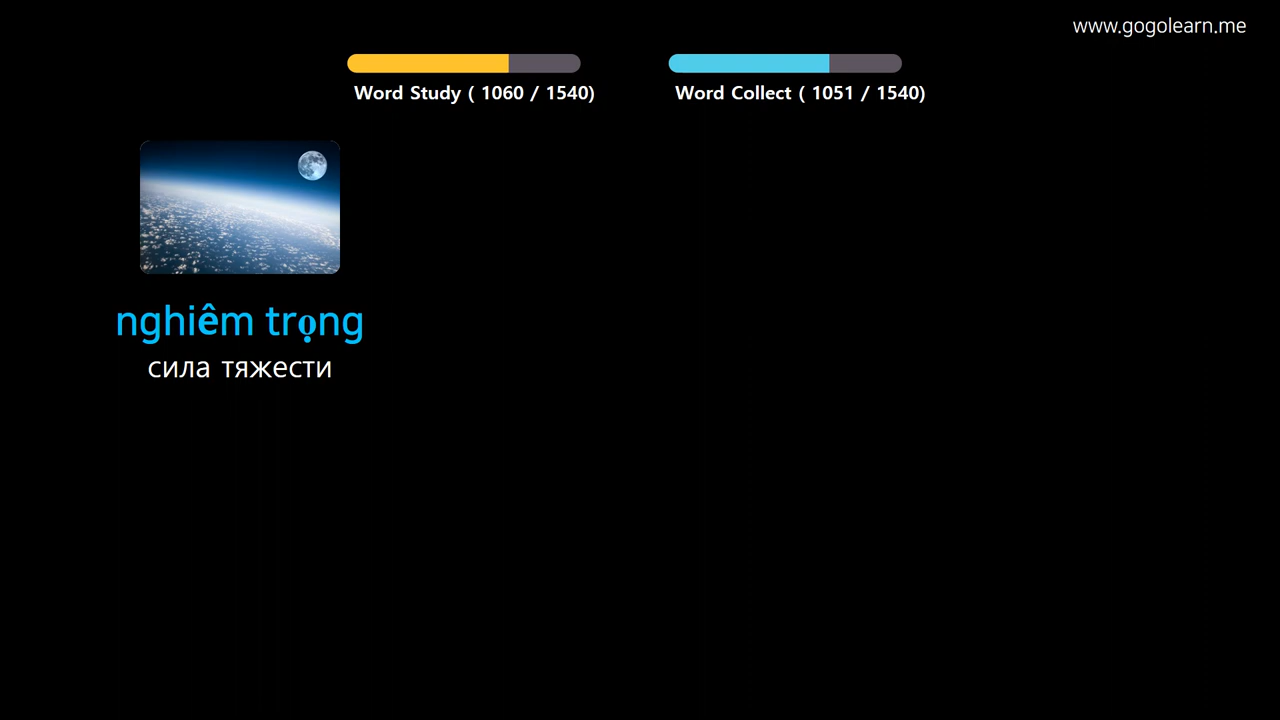 www.gogolearn.me
Word Study ( 1060 / 1540)
Word Collect ( 1051 / 1540)
nghiêm trọng
сила тяжести